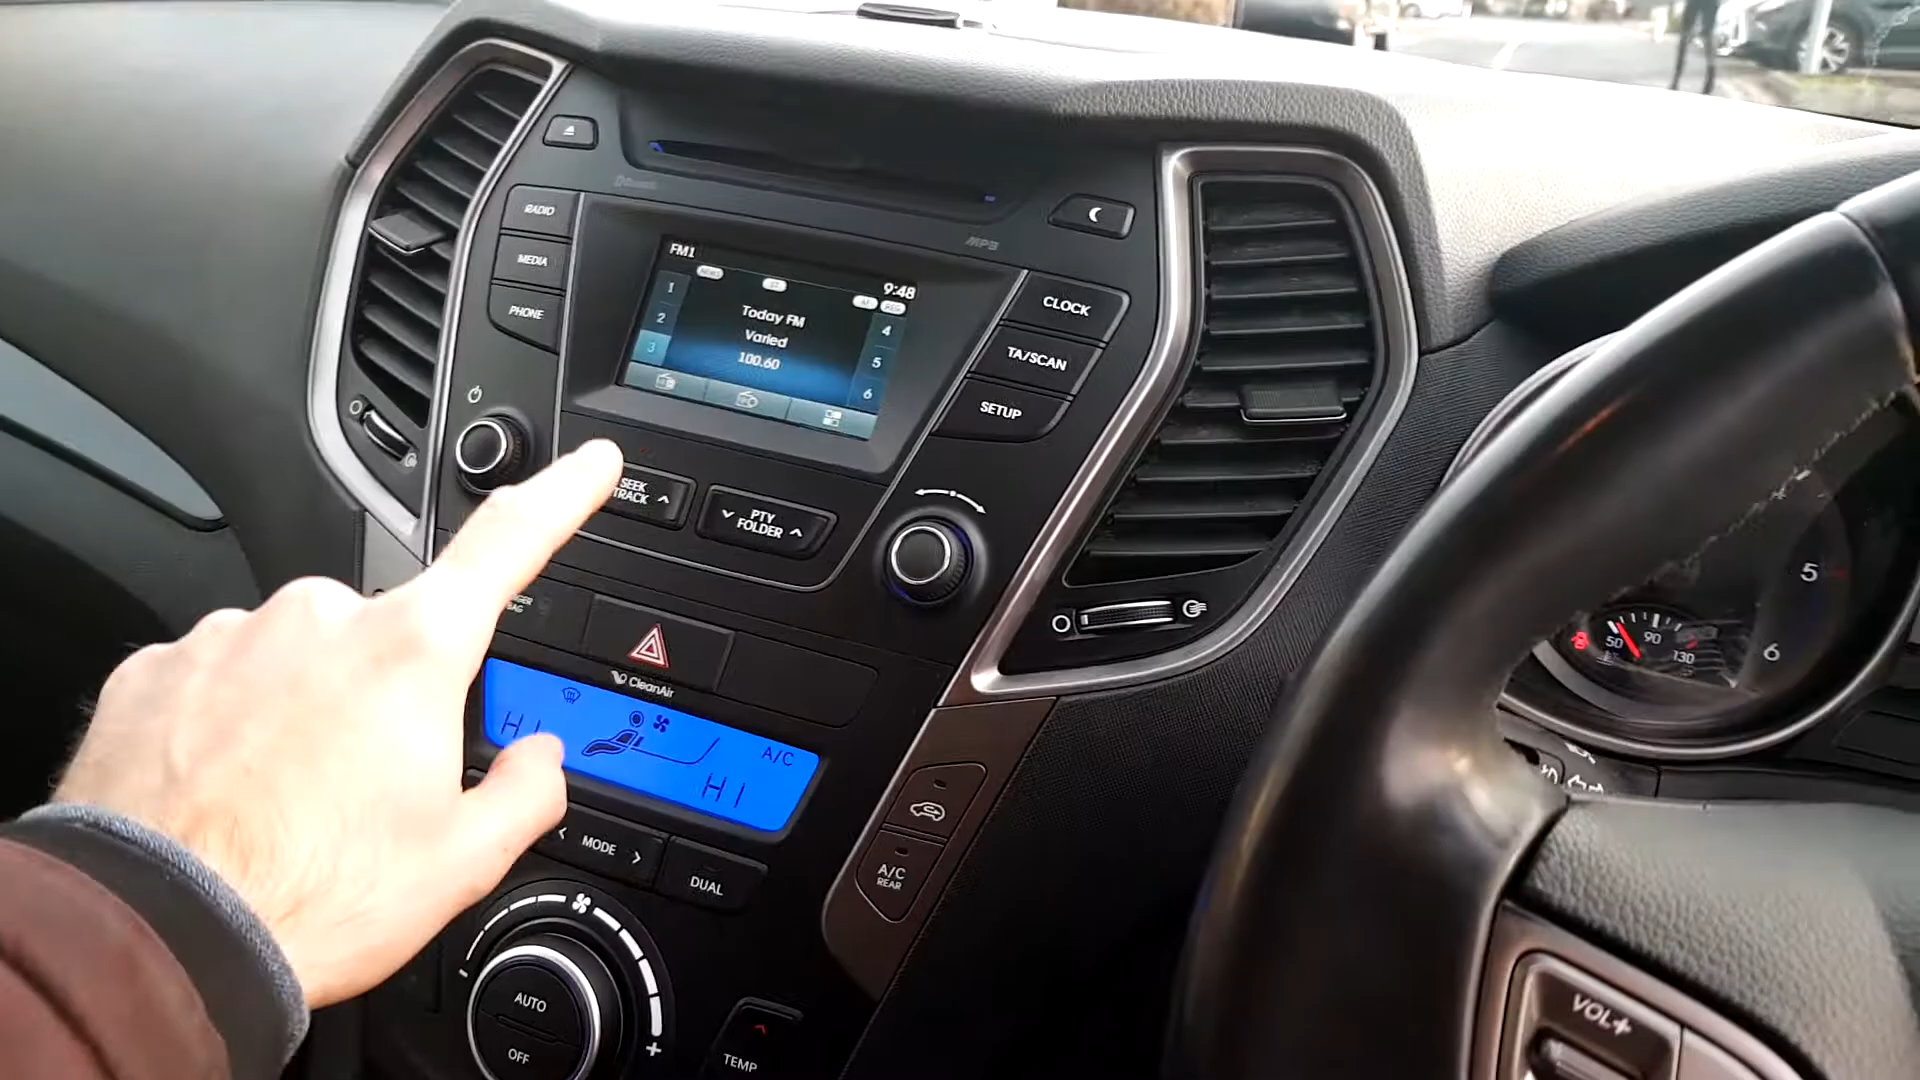 RADIO
MEDIA
PHONE
MP3
FM1
9:48
1
2
3
Today FM
Varied
100.60
4
5
6
CLOCK
TA/SCAN
SETUP
SEEK
TRACK
PTY
FOLDER
CleanAir
HI
A/C
HI
MODE
DUAL
A/C
REAR
AUTO
OFF
TEMP
5
6
50
90
130
VOL+